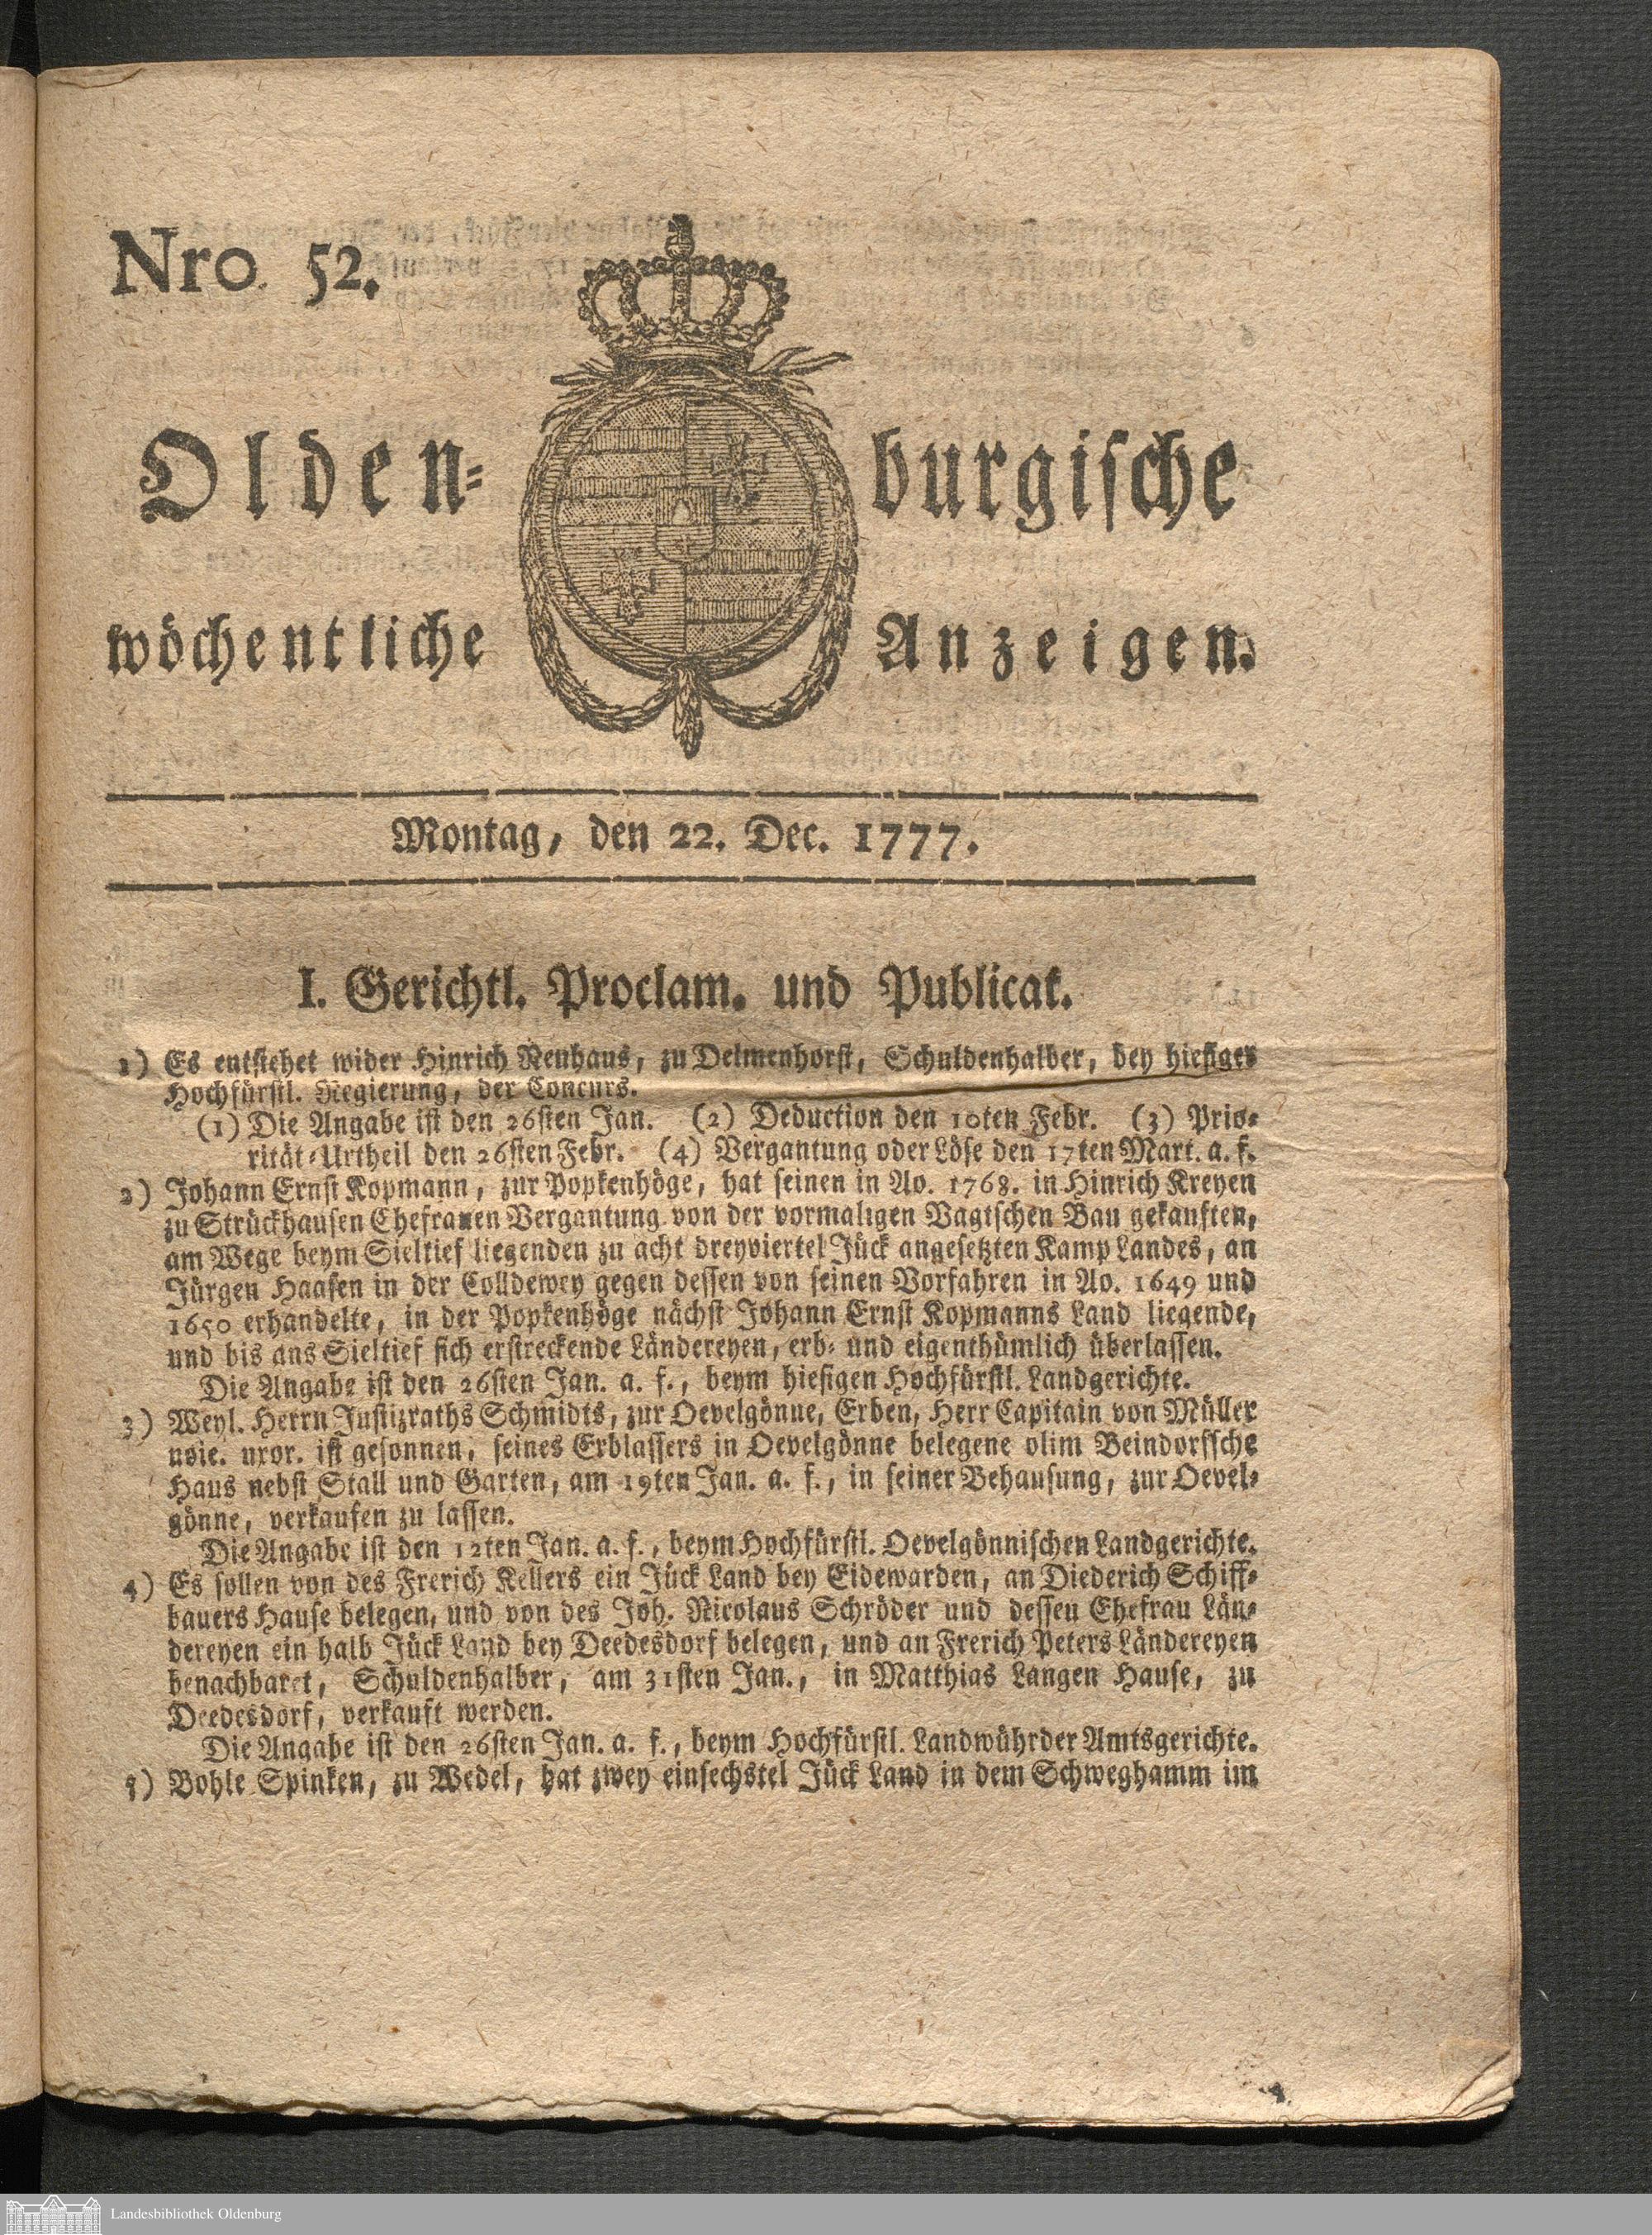 Nro. 52.
Olden-burgische
wöchentliche Anzeigen.
Montag, den 22. Dec. 1777.
I. Gerichtl. Proclam. und Publicat.
1) Es entstehet wider Hinrich Neuhaus, zu Delmenhorst, Schuldenhalber, bey hiesiger
Hochfürstl. Regierung, der Concurs.
(1) Die Angabe ist den 26sten Jan. (2) Deduction den 10ten Febr. (3) Prio-
rität-Urtheil den 26sten Febr. (4) Vergantung oder Löse den 17ten Mart. a. f.
2) Johann Ernst Kopmann, zur Popkenhöge, hat seinen in Ao. 1768. in Hinrich Kreyen
zu Strückhausen Ehefrauen Vergantung von der vormaligen Vagtschen Bau gekauften,
am Wege beym Sieltief liegenden zu acht dreyviertel Jück angesetzten Kamp Landes, an
Jürgen Haasen in der Colldewey gegen dessen von seinen Vorfahren in Ao. 1649 und
1650 erhandelte, in der Popkenhöge nächst Johann Ernst Kopmanns Land liegende,
und bis ans Sieltief sich erstreckende Ländereyen, erb- und eigenthümlich überlassen.
Die Angabe ist den 26sten Jan. a. f., beym hiesigen Hochfürstl. Landgerichte.
3) Weyl. Herrn Justizraths Schmidts, zur Oevelgönne, Erben, Herr Capitain von Müller
noie. uxor. ist gesonnen, seines Erblassers in Oevelgönne belegene olim Beindorfsche
Haus nebst Stall und Garten, am 19ten Jan. a. f., in seiner Behausung, zur Oevel-
gönne, verkaufen zu lassen.
Die Angabe ist den 12ten Jan. a. f., beym Hochfürstl. Oevelgönnischen Landgerichte.
4) Es sollen von des Frerich Kellers ein Jück Land bey Eidewarden, an Diederich Schiff-
bauers Hause belegen, und von des Joh. Nicolaus Schröder und dessen Ehefrau Län-
dereyen ein halb Jück Land bey Deedesdorf belegen, und an Frerich Peters Ländereyen
benachbaret, Schuldenhalber, am 31sten Jan., in Matthias Langen Hause, zu
Deedesdorf, verkauft werden.
Die Angabe ist den 26sten Jan. a. f., beym Hochfürstl. Landwührder Amtsgerichte.
5) Bohle Spinken, zu Wedel, hat zwey einsechstel Jück Land in dem Schweghamm im
Landesbibliothek Oldenburg